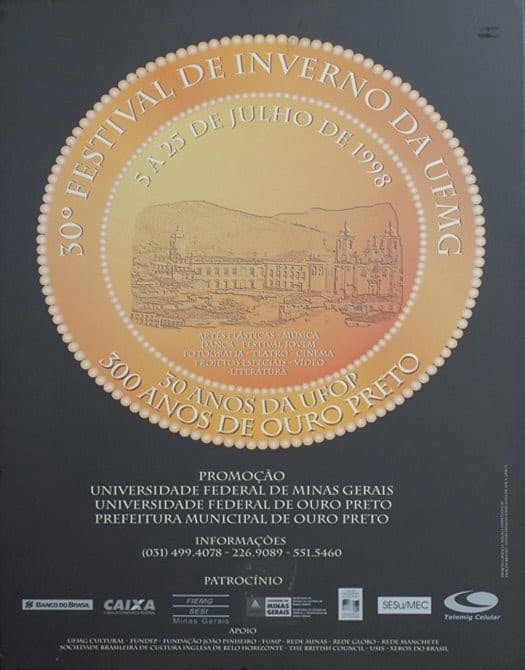 30º FESTIVAL DE INVERNO DA UFMG
5 A 25 DE JULHO DE 1998
ARTES PLÁSTICAS - MÚSICA
DANÇA - FESTIVAL JOVEM
FOTOGRAFIA - TEATRO - CINEMA
PROJETOS ESPECIAIS - VÍDEO
LITERATURA
30 ANOS DA UFOP
300 ANOS DE OURO PRETO
PROMOÇÃO
UNIVERSIDADE FEDERAL DE MINAS GERAIS
UNIVERSIDADE FEDERAL DE OURO PRETO
PREFEITURA MUNICIPAL DE OURO PRETO
INFORMAÇÕES
(031) 499.4078 - 226.9089 - 551.5460
PATROCÍNIO
BANCO DO BRASIL
CAIXA
FIEMG
SESI
Minas Gerais
MINAS GERAIS
SESu/MEC
Telemig Celular
APOIO
UFMG CULTURAL - FUNDEP - FUNDAÇÃO JOÃO PINHEIRO - FUMP - REDE MINAS - REDE GLOBO - REDE MANCHETE
SOCIEDADE BRASILEIRA DE CULTURA INGLESA DE BELO HORIZONTE - THE BRITISH COUNCIL - USIS - XEROX DO BRASIL